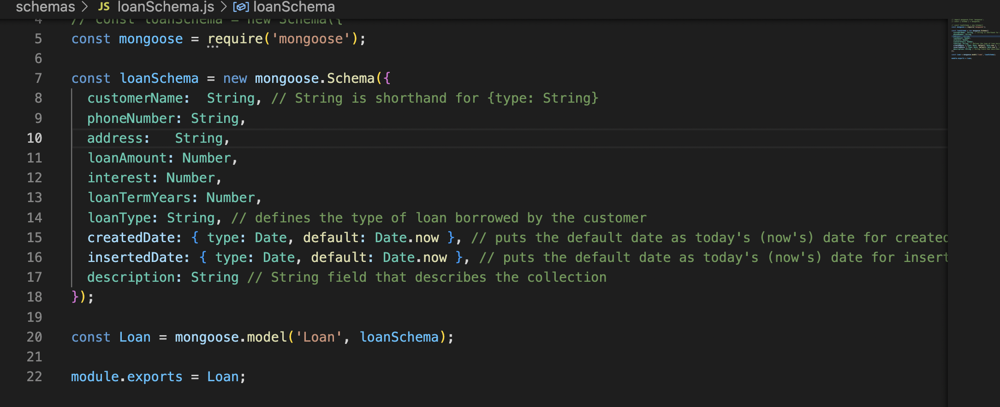 schemas > JS loanSchema.js > loanSchema
4 // const loanSchema = new Schema({
5 const mongoose = require('mongoose');
6
7 const loanSchema = new mongoose.Schema({
8 customerName:  String, // String is shorthand for {type: String}
9 phoneNumber: String,
10 address:   String,
11 loanAmount: Number,
12 interest: Number,
13 loanTermYears: Number,
14 loanType: String, // defines the type of loan borrowed by the customer
15 createdDate: { type: Date, default: Date.now }, // puts the default date as today's (now's) date for created
16 insertedDate: { type: Date, default: Date.now }, // puts the default date as today's (now's) date for insert
17 description: String // String field that describes the collection
18 });
19
20 const Loan = mongoose.model('Loan', loanSchema);
21
22 module.exports = Loan;